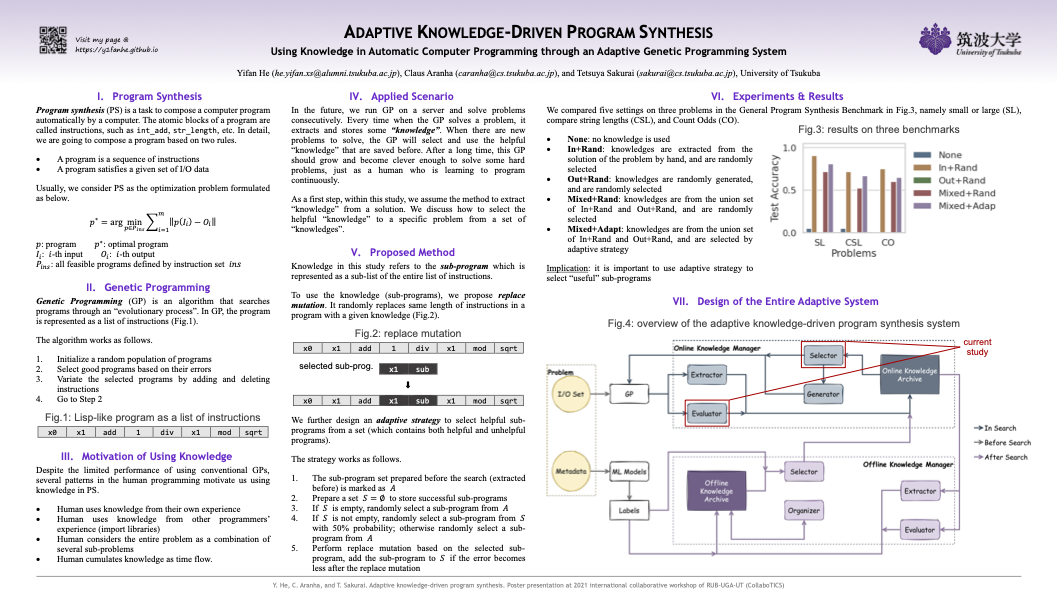 Visit my page @
https://y1fanhe.github.io
ADAPTIVE KNOWLEDGE-DRIVEN PROGRAM SYNTHESIS
Using Knowledge in Automatic Computer Programming through an Adaptive Genetic Programming System
Yifan He (he.yifan.xs@alumni.tsukuba.ac.jp), Claus Aranha (caranha@cs.tsukuba.ac.jp), and Tetsuya Sakurai (sakurai@cs.tsukuba.ac.jp), University of Tsukuba
筑波大学
University of Tsukuba
I. Program Synthesis
Program synthesis (PS) is a task to compose a computer program
automatically by a computer. The atomic blocks of a program are
called instructions, such as int_add, str_length, etc. In detail,
we are going to compose a program based on two rules.
• A program is a sequence of instructions
• A program satisfies a given set of I/O data
Usually, we consider PS as the optimization problem formulated
as below.
p* = arg min p∈P_ins ∑_{i=1}^{m} ‖p(I_i) − O_i‖
p: program p*: optimal program
I_i: i-th input O_i: i-th output
P_ins: all feasible programs defined by instruction set ins
II. Genetic Programming
Genetic Programming (GP) is an algorithm that searches
programs through an “evolutionary process”. In GP, the program
is represented as a list of instructions (Fig.1).
The algorithm works as follows.
1. Initialize a random population of programs
2. Select good programs based on their errors
3. Variate the selected programs by adding and deleting
instructions
4. Go to Step 2
Fig.1: Lisp-like program as a list of instructions
x0 x1 add 1 div x1 mod sqrt
III. Motivation of Using Knowledge
Despite the limited performance of using conventional GPs,
several patterns in the human programming motivate us using
knowledge in PS.
• Human uses knowledge from their own experience
• Human uses knowledge from other programmers’
experience (import libraries)
• Human considers the entire problem as a combination of
several sub-problems
• Human cumulates knowledge as time flow.
IV. Applied Scenario
In the future, we run GP on a server and solve problems
consecutively. Every time when the GP solves a problem, it
extracts and stores some “knowledge”. When there are new
problems to solve, the GP will select and use the helpful
“knowledge” that are saved before. After a long time, this GP
should grow and become clever enough to solve some hard
problems, just as a human who is learning to program
continuously.
As a first step, within this study, we assume the method to extract
“knowledge” from a solution. We discuss how to select the
helpful “knowledge” to a specific problem from a set of
“knowledges”.
V. Proposed Method
Knowledge in this study refers to the sub-program which is
represented as a sub-list of the entire list of instructions.
To use the knowledge (sub-programs), we propose replace
mutation. It randomly replaces same length of instructions in a
program with a given knowledge (Fig.2).
Fig.2: replace mutation
x0 x1 add 1 div x1 mod sqrt
selected sub-prog. x1 sub
x0 x1 add x1 sub x1 mod sqrt
We further design an adaptive strategy to select helpful sub-
programs from a set (which contains both helpful and unhelpful
programs).
The strategy works as follows.
1. The sub-program set prepared before the search (extracted
before) is marked as A
2. Prepare a set S = ∅ to store successful sub-programs
3. If S is empty, randomly select a sub-program from A
4. If S is not empty, randomly select a sub-program from S
with 50% probability; otherwise randomly select a sub-
program from A
5. Perform replace mutation based on the selected sub-
program, add the sub-program to S if the error becomes
less after the replace mutation
VI. Experiments & Results
We compared five settings on three problems in the General Program Synthesis Benchmark in Fig.3, namely small or large (SL),
compare string lengths (CSL), and Count Odds (CO).
• None: no knowledge is used
• In+Rand: knowledges are extracted from the
solution of the problem by hand, and are randomly
selected
• Out+Rand: knowledges are randomly generated,
and are randomly selected
• Mixed+Rand: knowledges are from the union set
of In+Rand and Out+Rand, and are randomly
selected
• Mixed+Adapt: knowledges are from the union set
of In+Rand and Out+Rand, and are selected by
adaptive strategy
Implication: it is important to use adaptive strategy to
select “useful” sub-programs
Fig.3: results on three benchmarks
Test Accuracy
1.0
0.5
0.0
SL CSL CO
Problems
None
In+Rand
Out+Rand
Mixed+Rand
Mixed+Adap
VII. Design of the Entire Adaptive System
Fig.4: overview of the adaptive knowledge-driven program synthesis system
current
study
Online Knowledge Manager
Selector
Problem
Extractor
Online Knowledge
Archive
I/O Set
GP
Generator
Evaluator
In Search
Before Search
After Search
Metadata
ML Models
Selector
Offline Knowledge
Manager
Offline
Knowledge
Archive
Extractor
Labels
Organizer
Evaluator
Y. He, C. Aranha, and T. Sakurai. Adaptive knowledge-driven program synthesis. Poster presentation at 2021 international collaborative workshop of RUB-UGA-UT (CollaboTICS)